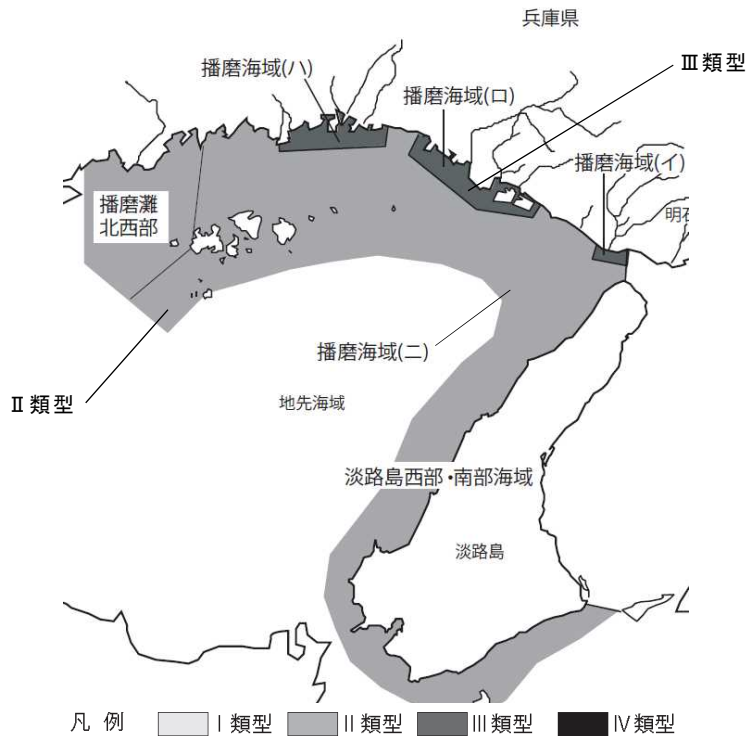 兵庫県
播磨海域(ハ)
Ⅲ類型
播磨海域(ロ)
播磨海域(イ)
播磨灘
北西部
明石
播磨海域(ニ)
Ⅱ類型
地先海域
淡路島西部・南部海域
淡路島
凡 例 Ⅰ類型 Ⅱ類型 Ⅲ類型 Ⅳ類型